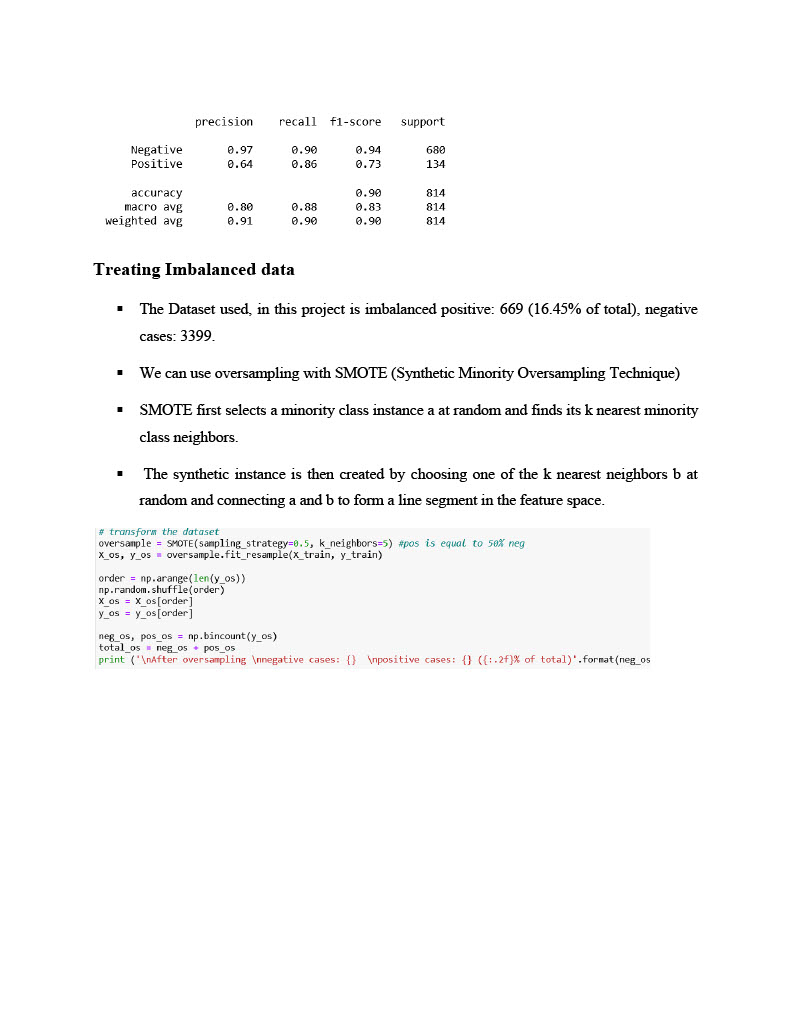 precision recall f1-score support
Negative 0.97 0.90 0.94 680
Positive 0.64 0.86 0.73 134
accuracy 0.90 814
macro avg 0.80 0.88 0.83 814
weighted avg 0.91 0.90 0.90 814
Treating Imbalanced data
▪ The Dataset used, in this project is imbalanced positive: 669 (16.45% of total), negative
cases: 3399.
▪ We can use oversampling with SMOTE (Synthetic Minority Oversampling Technique)
▪ SMOTE first selects a minority class instance a at random and finds its k nearest minority
class neighbors.
▪ The synthetic instance is then created by choosing one of the k nearest neighbors b at
random and connecting a and b to form a line segment in the feature space.
# transform the dataset
oversample = SMOTE(sampling_strategy=0.5, k_neighbors=5) #pos is equal to 50% neg
X_os, y_os = oversample.fit_resample(X_train, y_train)
order = np.arange(len(y_os))
np.random.shuffle(order)
X_os = X_os[order]
y_os = y_os[order]
neg_os, pos_os = np.bincount(y_os)
total_os = neg_os + pos_os
print ('\nAfter oversampling \nnegative cases: {} \npositive cases: {} ({:.2f}% of total)'.format(neg_os